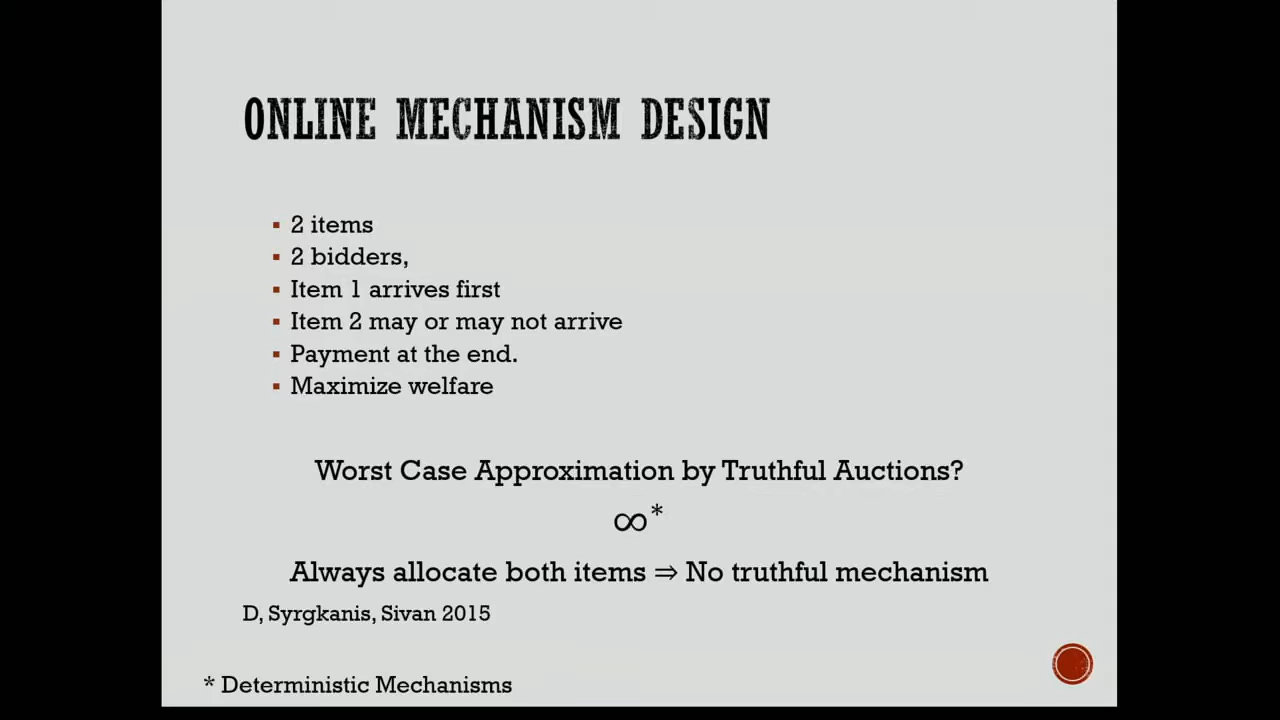 ONLINE MECHANISM DESIGN
▪ 2 items
▪ 2 bidders,
▪ Item 1 arrives first
▪ Item 2 may or may not arrive
▪ Payment at the end.
▪ Maximize welfare
Worst Case Approximation by Truthful Auctions?
∞*
Always allocate both items ⇒ No truthful mechanism
D, Syrgkanis, Sivan 2015
* Deterministic Mechanisms